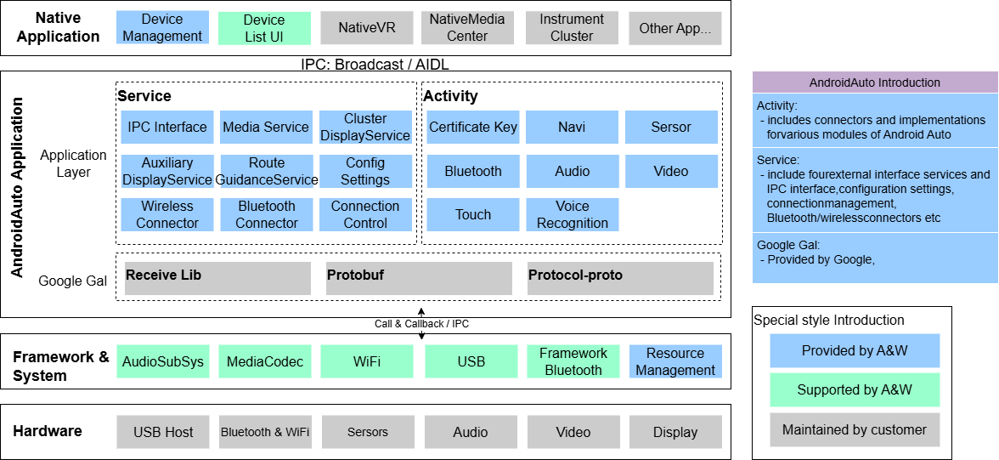 Native
Application
Device
Management
Device
List UI
NativeVR
NativeMedia
Center
Instrument
Cluster
Other App...
IPC: Broadcast / AIDL
AndroidAuto Application
Application
Layer
Service
IPC Interface
Media Service
Cluster
DisplayService
Auxiliary
DisplayService
Route
GuidanceService
Config
Settings
Wireless
Connector
Bluetooth
Connector
Connection
Control
Activity
Certificate Key
Navi
Sersor
Bluetooth
Audio
Video
Touch
Voice
Recognition
Google Gal
Receive Lib
Protobuf
Protocol-proto
Call & Callback / IPC
Framework &
System
AudioSubSys
MediaCodec
WiFi
USB
Framework
Bluetooth
Resource
Management
Hardware
USB Host
Bluetooth & WiFi
Sersors
Audio
Video
Display
AndroidAuto Introduction
Activity:
- includes connectors and implementations
forvarious modules of Android Auto
Service:
- include fourexternal interface services and
IPC interface,configuration settings,
connectionmanagement,
Bluetooth/wirelessconnectors etc
Google Gal:
- Provided by Google,
Special style Introduction
Provided by A&W
Supported by A&W
Maintained by customer